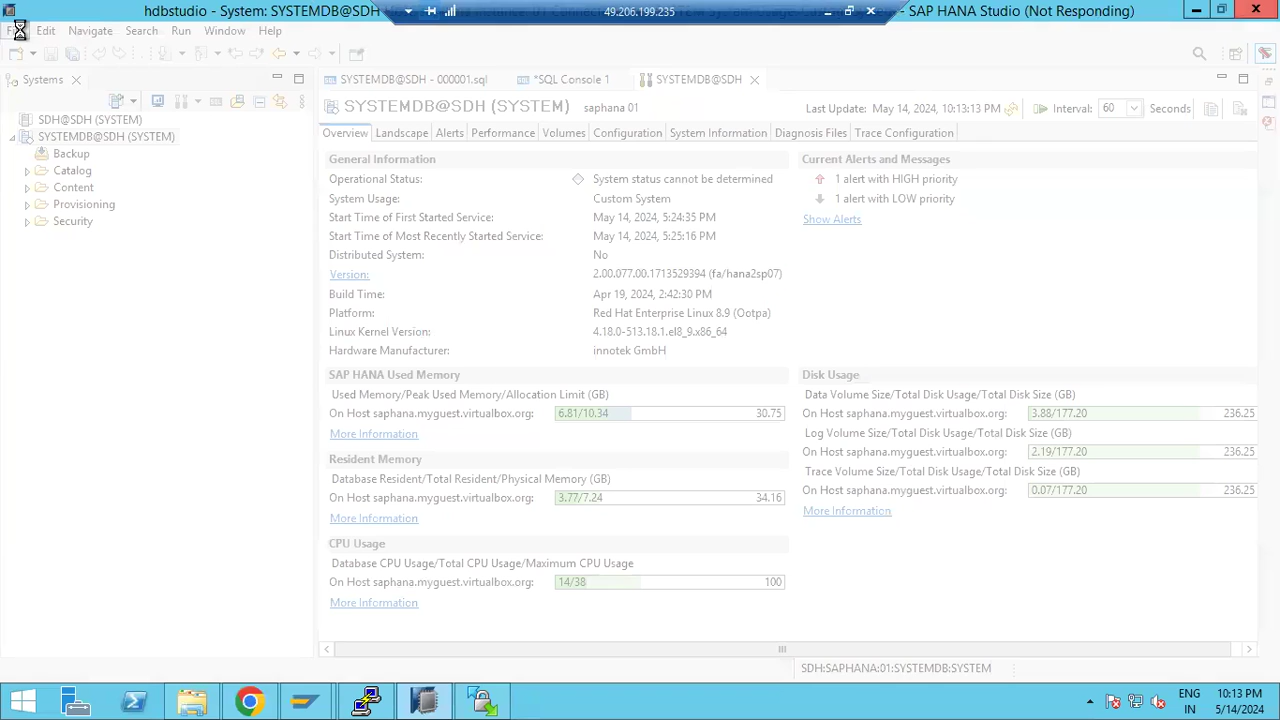 hdbstudio - System: SYSTEMDB@SDH
49.206.199.235
- SAP HANA Studio (Not Responding)
Edit Navigate Search Run Window Help
Systems
SYSTEMDB@SDH - 000001.sql
*SQL Console 1
SYSTEMDB@SDH
SYSTEMDB@SDH (SYSTEM)
saphana 01
Last Update: May 14, 2024, 10:13:13 PM
Interval: 60 Seconds
SDH@SDH (SYSTEM)
SYSTEMDB@SDH (SYSTEM)
Backup
Catalog
Content
Provisioning
Security
Overview Landscape Alerts Performance Volumes Configuration System Information Diagnosis Files Trace Configuration
General Information
Operational Status: System status cannot be determined
System Usage: Custom System
Start Time of First Started Service: May 14, 2024, 5:24:35 PM
Start Time of Most Recently Started Service: May 14, 2024, 5:25:16 PM
Distributed System: No
Version: 2.00.077.00.1713529394 (fa/hana2sp07)
Build Time: Apr 19, 2024, 2:42:30 PM
Platform: Red Hat Enterprise Linux 8.9 (Ootpa)
Linux Kernel Version: 4.18.0-513.18.1.el8_9.x86_64
Hardware Manufacturer: innotek GmbH
Current Alerts and Messages
1 alert with HIGH priority
1 alert with LOW priority
Show Alerts
SAP HANA Used Memory
Used Memory/Peak Used Memory/Allocation Limit (GB)
On Host saphana.myguest.virtualbox.org: 6.81/10.34 30.75
More Information
Resident Memory
Database Resident/Total Resident/Physical Memory (GB)
On Host saphana.myguest.virtualbox.org: 3.77/7.24 34.16
More Information
CPU Usage
Database CPU Usage/Total CPU Usage/Maximum CPU Usage
On Host saphana.myguest.virtualbox.org: 14/38 100
More Information
Disk Usage
Data Volume Size/Total Disk Usage/Total Disk Size (GB)
On Host saphana.myguest.virtualbox.org: 3.88/177.20 236.25
Log Volume Size/Total Disk Usage/Total Disk Size (GB)
On Host saphana.myguest.virtualbox.org: 2.19/177.20 236.25
Trace Volume Size/Total Disk Usage/Total Disk Size (GB)
On Host saphana.myguest.virtualbox.org: 0.07/177.20 236.25
More Information
SDH:SAPHANA:01:SYSTEMDB:SYSTEM
ENG 10:13 PM
IN 5/14/2024